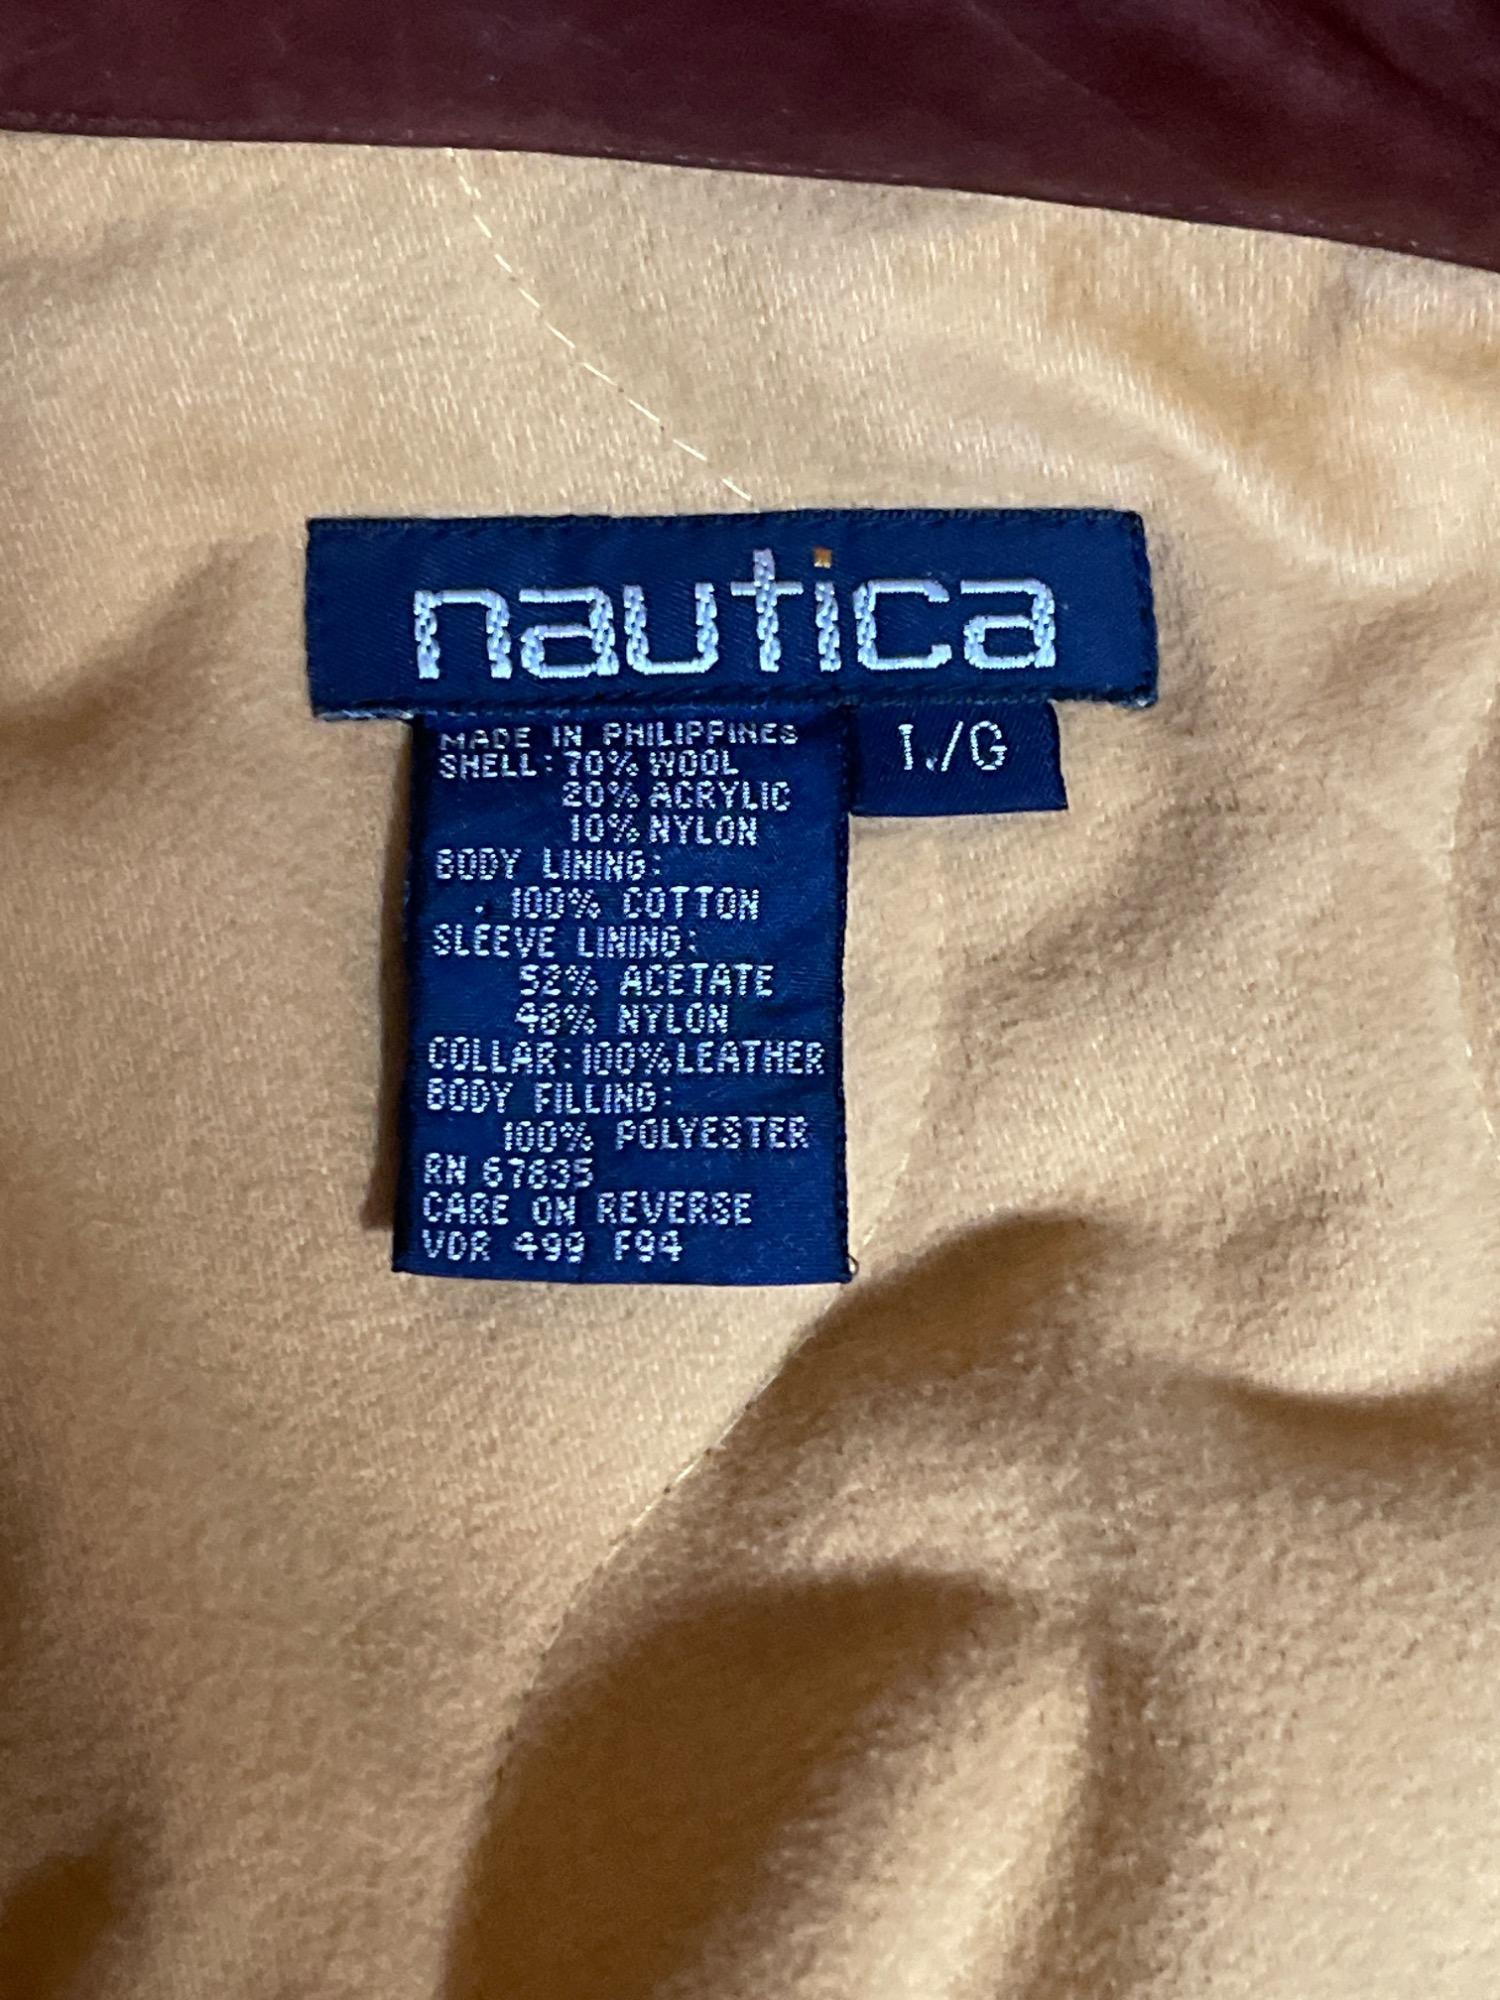 nautica
L/G
MADE IN PHILIPPINES
SHELL: 70% WOOL
20% ACRYLIC
10% NYLON
BODY LINING:
100% COTTON
SLEEVE LINING:
52% ACETATE
48% NYLON
COLLAR: 100% LEATHER
BODY FILLING:
100% POLYESTER
RN 67835
CARE ON REVERSE
VDR 499 F94